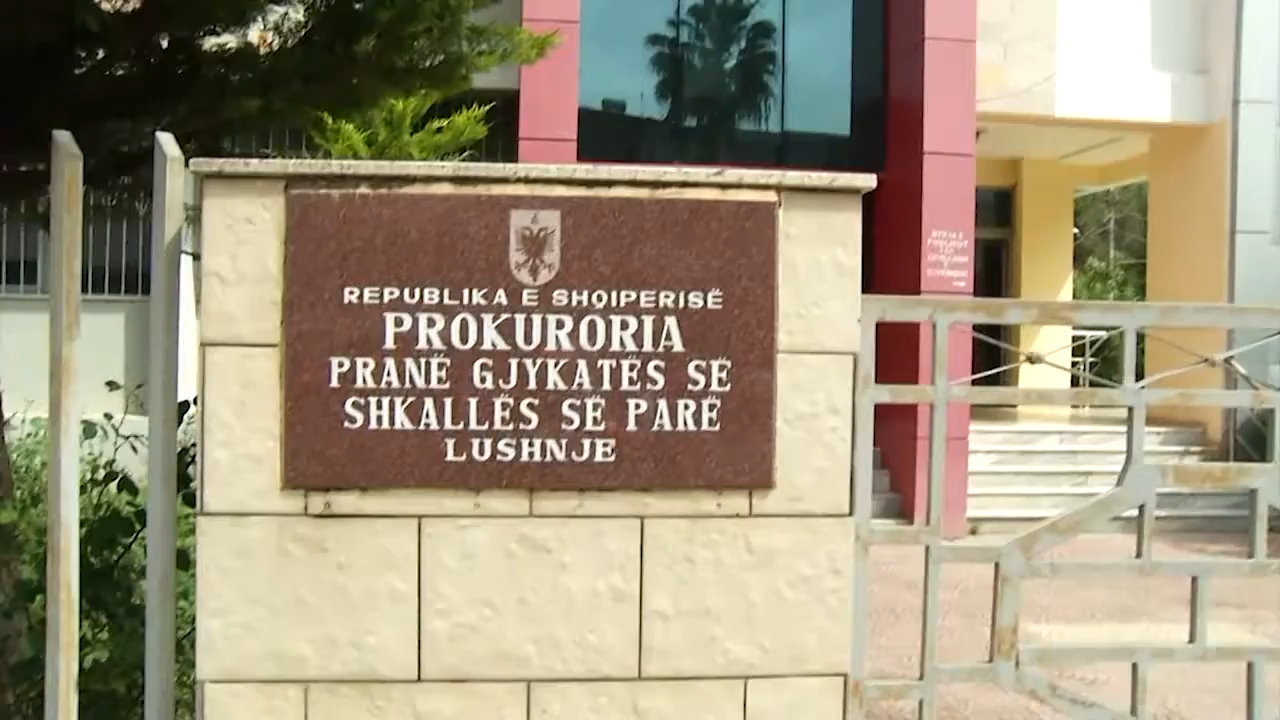 REPUBLIKA E SHQIPERISË
PROKURORIA
PRANË GJYKATËS SË
SHKALLËS SË PARË
LUSHNJE